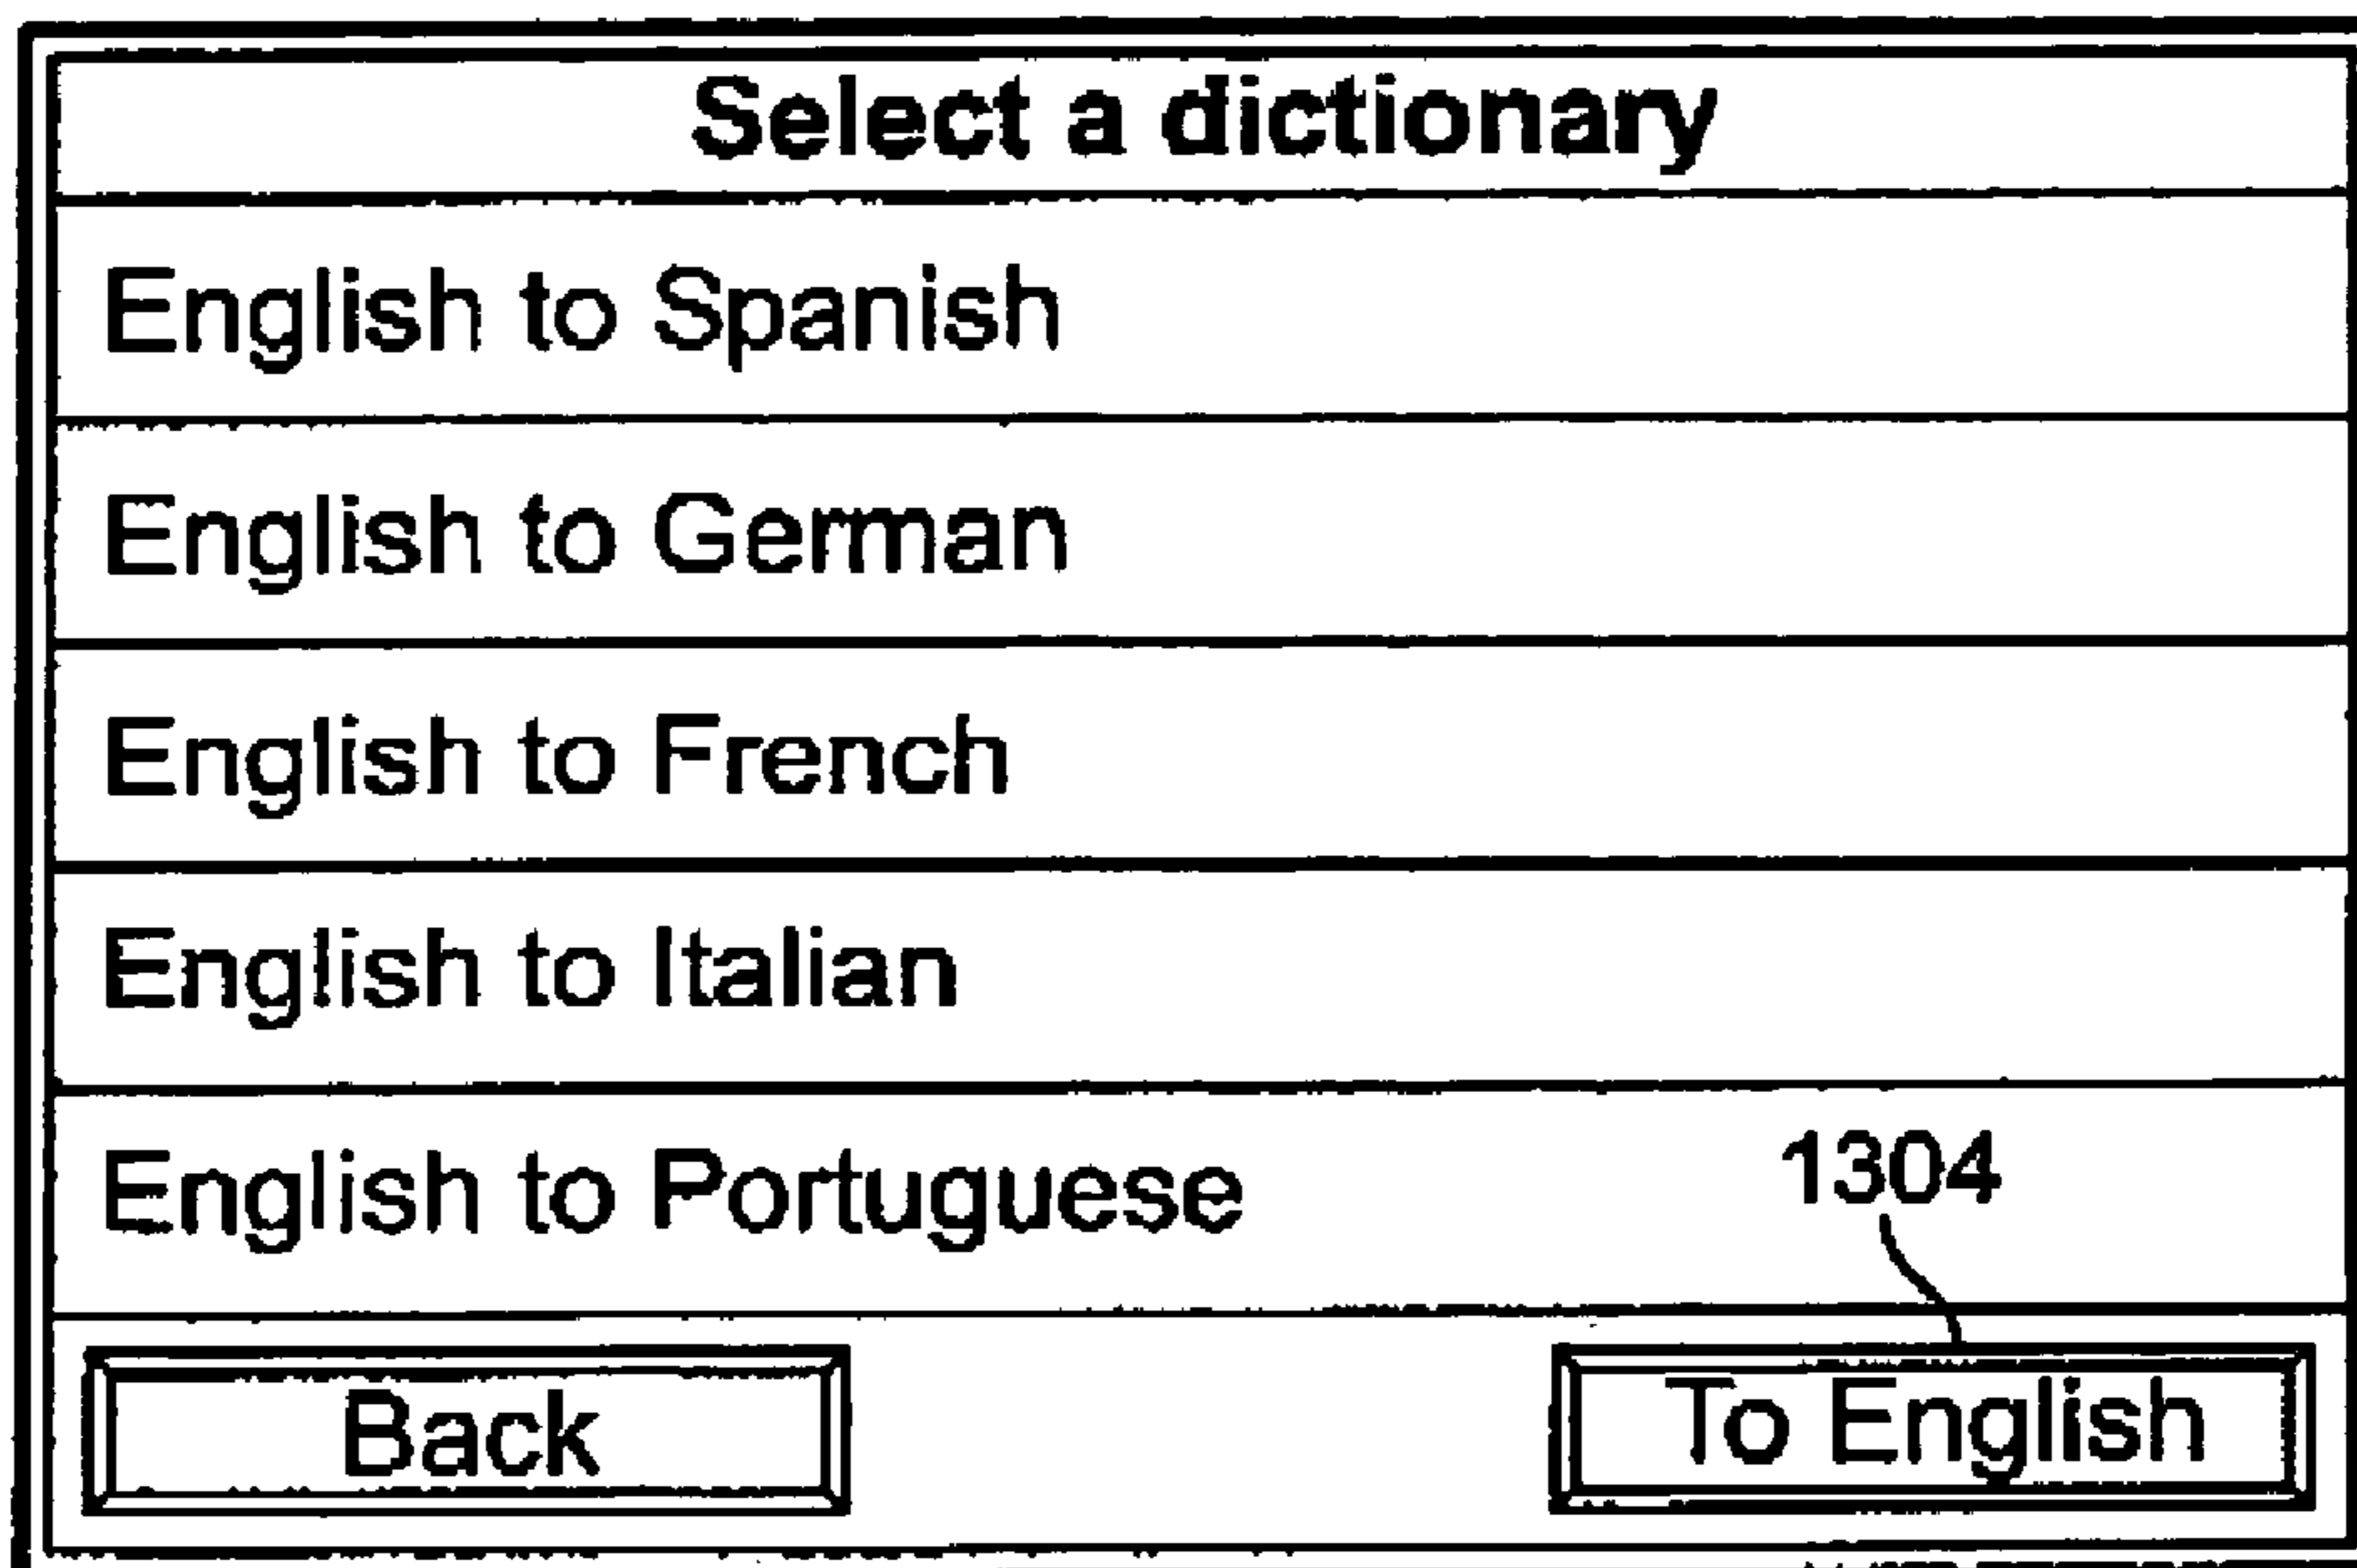 Select a dictionary
English to Spanish
English to German
English to French
English to Italian
English to Portuguese
1304
Back
To English